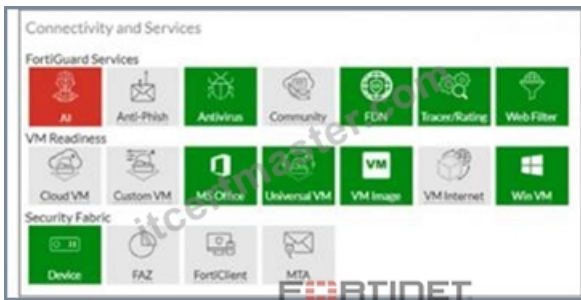 Connectivity and Services
FortiGuard Services
AI Anti-Phish Antivirus Community FDN Tracer/Rating Web Filter
VM Readiness
VM
Cloud VM Custom VM MS Office Universal VM VM Image VM Internet Win VM
Security Fabric
Device FAZ FortiClient MTA
itcertmaster.com
FORTINET